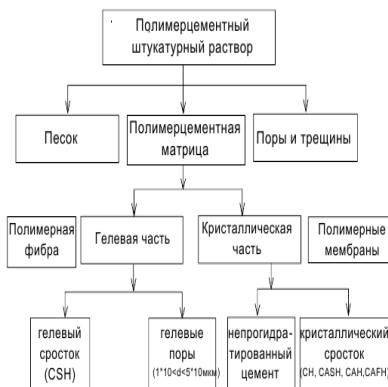 Полимерцементный
штукатурный раствор
Песок
Полимерцементная
матрица
Поры и трещины
Полимерная
фибра
Гелевая часть
Кристаллическая
часть
Полимерные
мембраны
гелевый
сросток
(CSH)
гелевые
поры
(1*10<d<5*10мкм)
непрогидра-
тированный
цемент
кристаллический
сросток
(CH, CASH, CAH,CAFH)